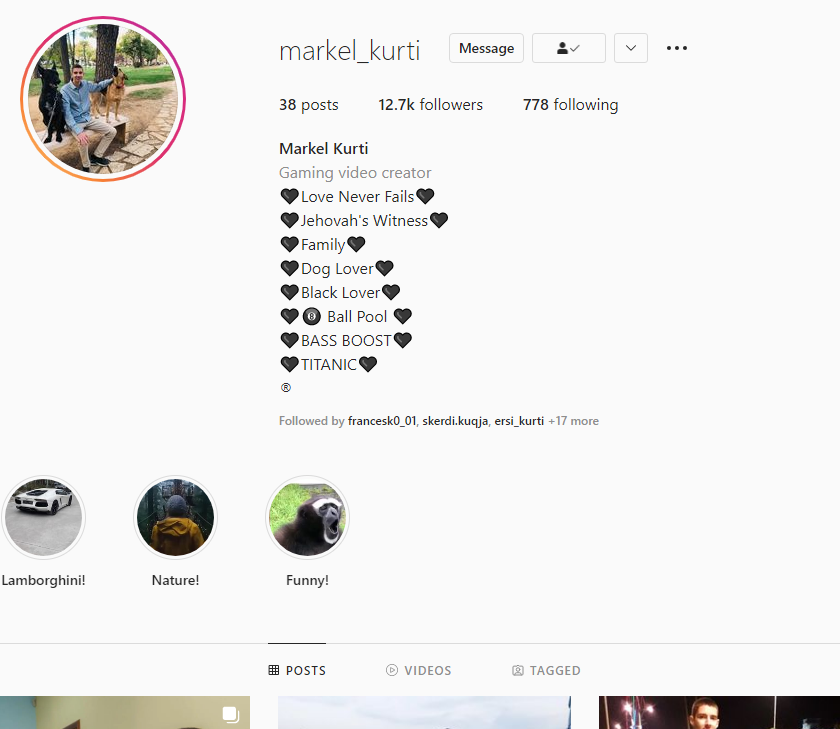 markel_kurti Message
38 posts 12.7k followers 778 following
Markel Kurti
Gaming video creator
🖤Love Never Fails🖤
🖤Jehovah's Witness🖤
🖤Family🖤
🖤Dog Lover🖤
🖤Black Lover🖤
🖤🎱 Ball Pool 🖤
🖤BASS BOOST🖤
🖤TITANIC🖤
®
Followed by francesk0_01, skerdi.kuqja, ersi_kurti +17 more
Lamborghini! Nature! Funny!
POSTS VIDEOS TAGGED